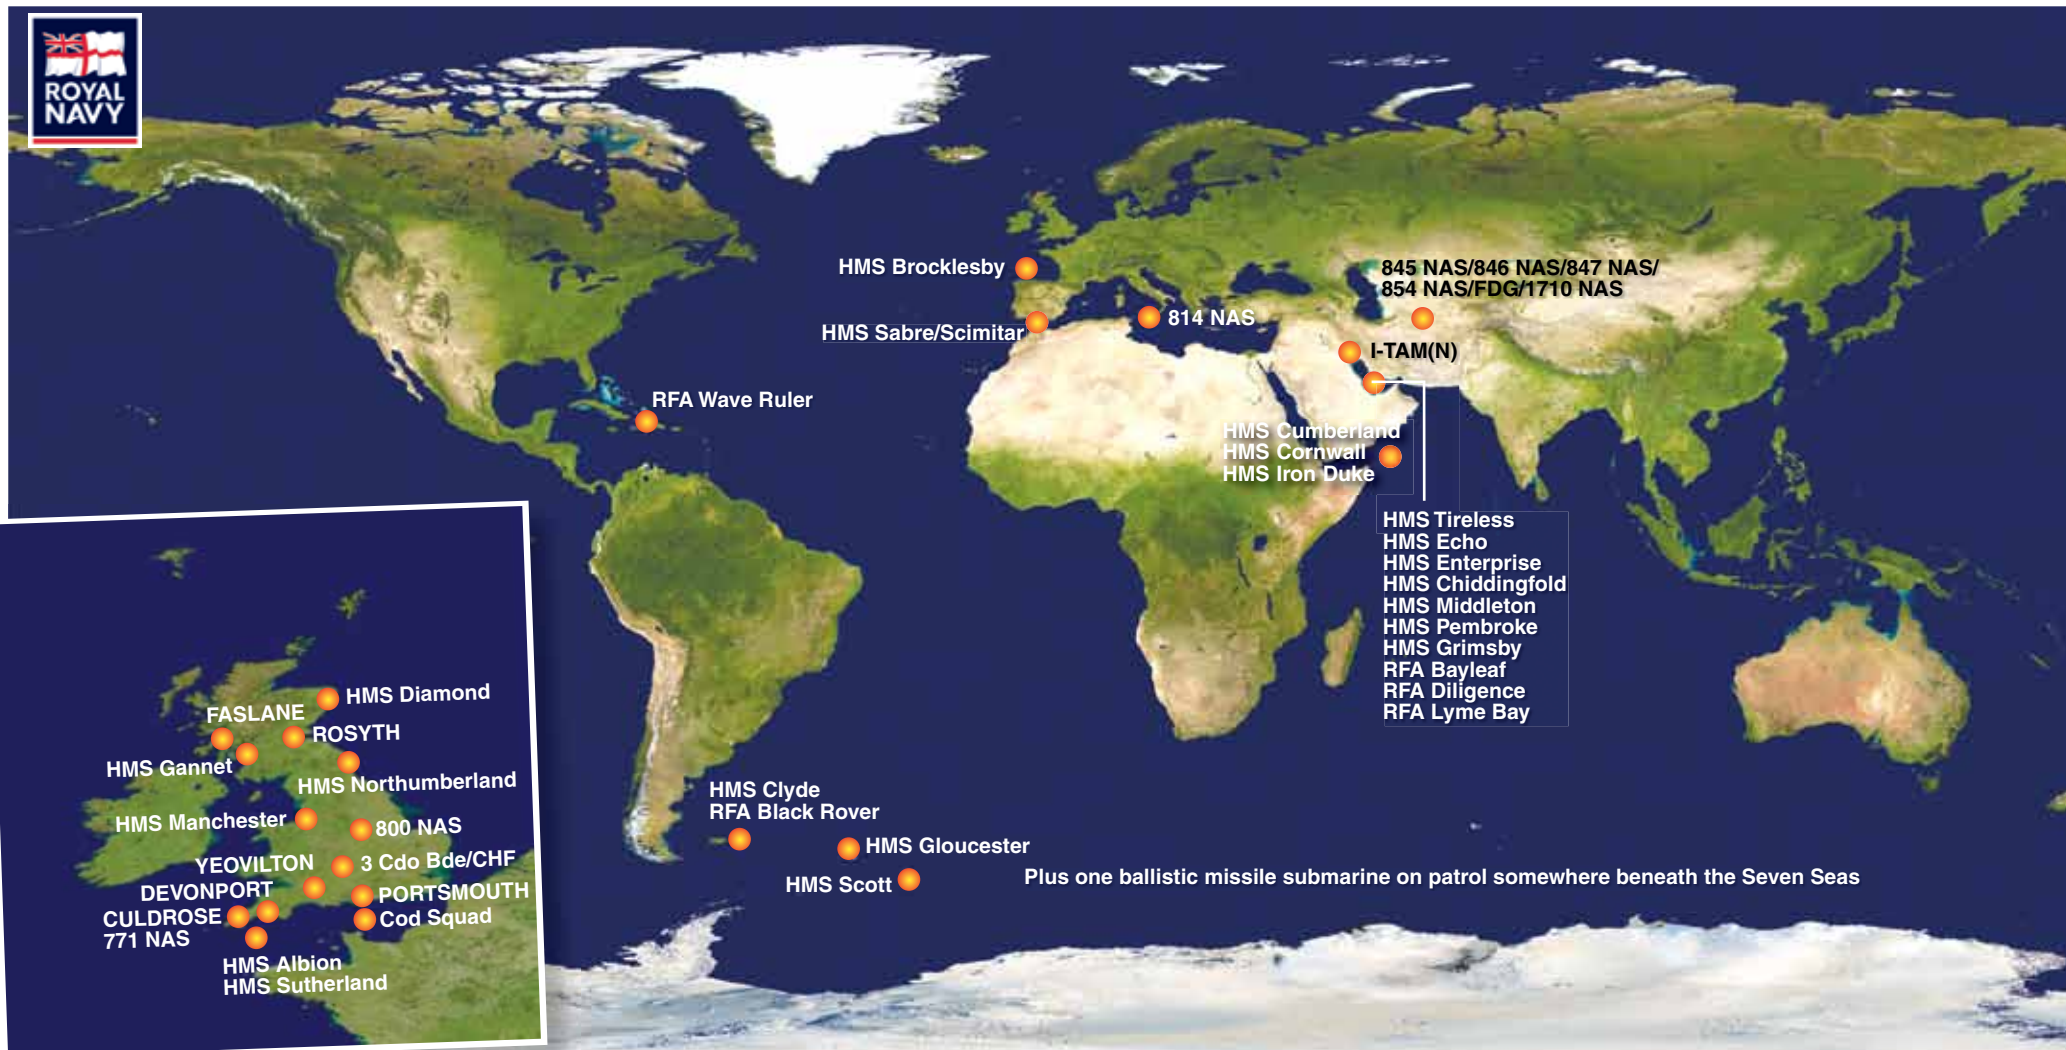 ROYAL
NAVY
HMS Brocklesby
HMS Sabre/Scimitar
814 NAS
845 NAS/846 NAS/847 NAS/
854 NAS/FDG/1710 NAS
I-TAM(N)
RFA Wave Ruler
HMS Cumberland
HMS Cornwall
HMS Iron Duke
HMS Tireless
HMS Echo
HMS Enterprise
HMS Chiddingfold
HMS Middleton
HMS Pembroke
HMS Grimsby
RFA Bayleaf
RFA Diligence
RFA Lyme Bay
HMS Clyde
RFA Black Rover
HMS Gloucester
HMS Scott
Plus one ballistic missile submarine on patrol somewhere beneath the Seven Seas
HMS Diamond
FASLANE
ROSYTH
HMS Gannet
HMS Northumberland
HMS Manchester
800 NAS
YEOVILTON
3 Cdo Bde/CHF
DEVONPORT
PORTSMOUTH
CULDROSE
771 NAS
Cod Squad
HMS Albion
HMS Sutherland